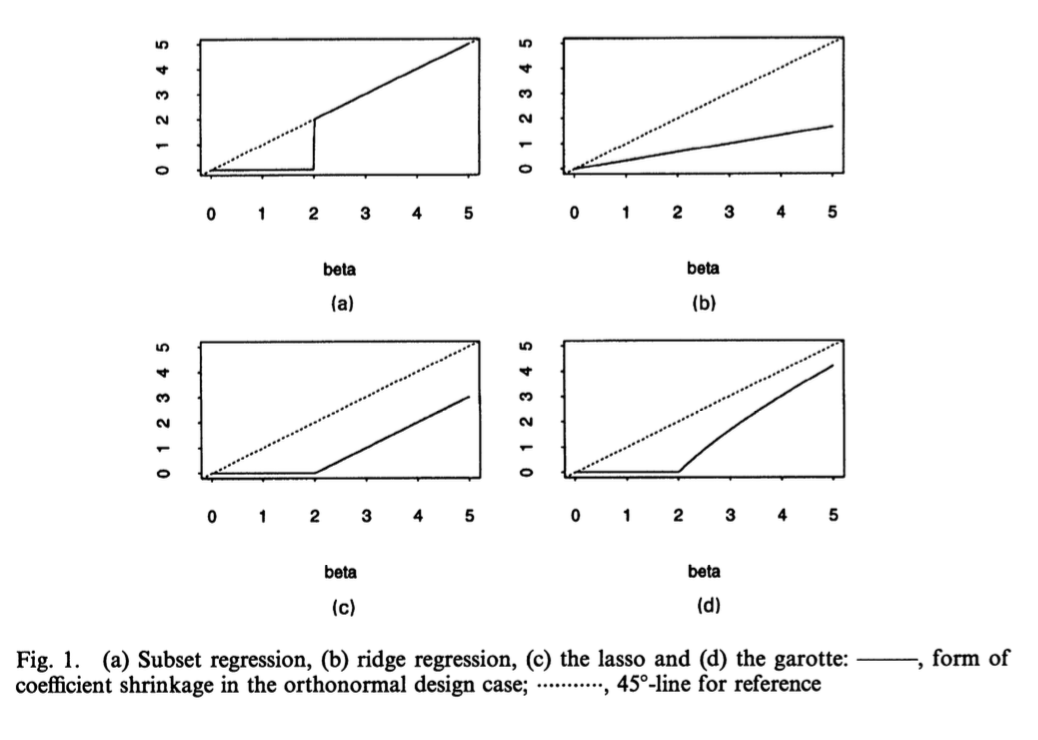 5
4
3
2
1
0
0 1 2 3 4 5
beta
(a)
5
4
3
2
1
0
0 1 2 3 4 5
beta
(b)
5
4
3
2
1
0
0 1 2 3 4 5
beta
(c)
5
4
3
2
1
0
0 1 2 3 4 5
beta
(d)
Fig. 1. (a) Subset regression, (b) ridge regression, (c) the lasso and (d) the garotte: ———, form of
coefficient shrinkage in the orthonormal design case; ···········, 45°-line for reference